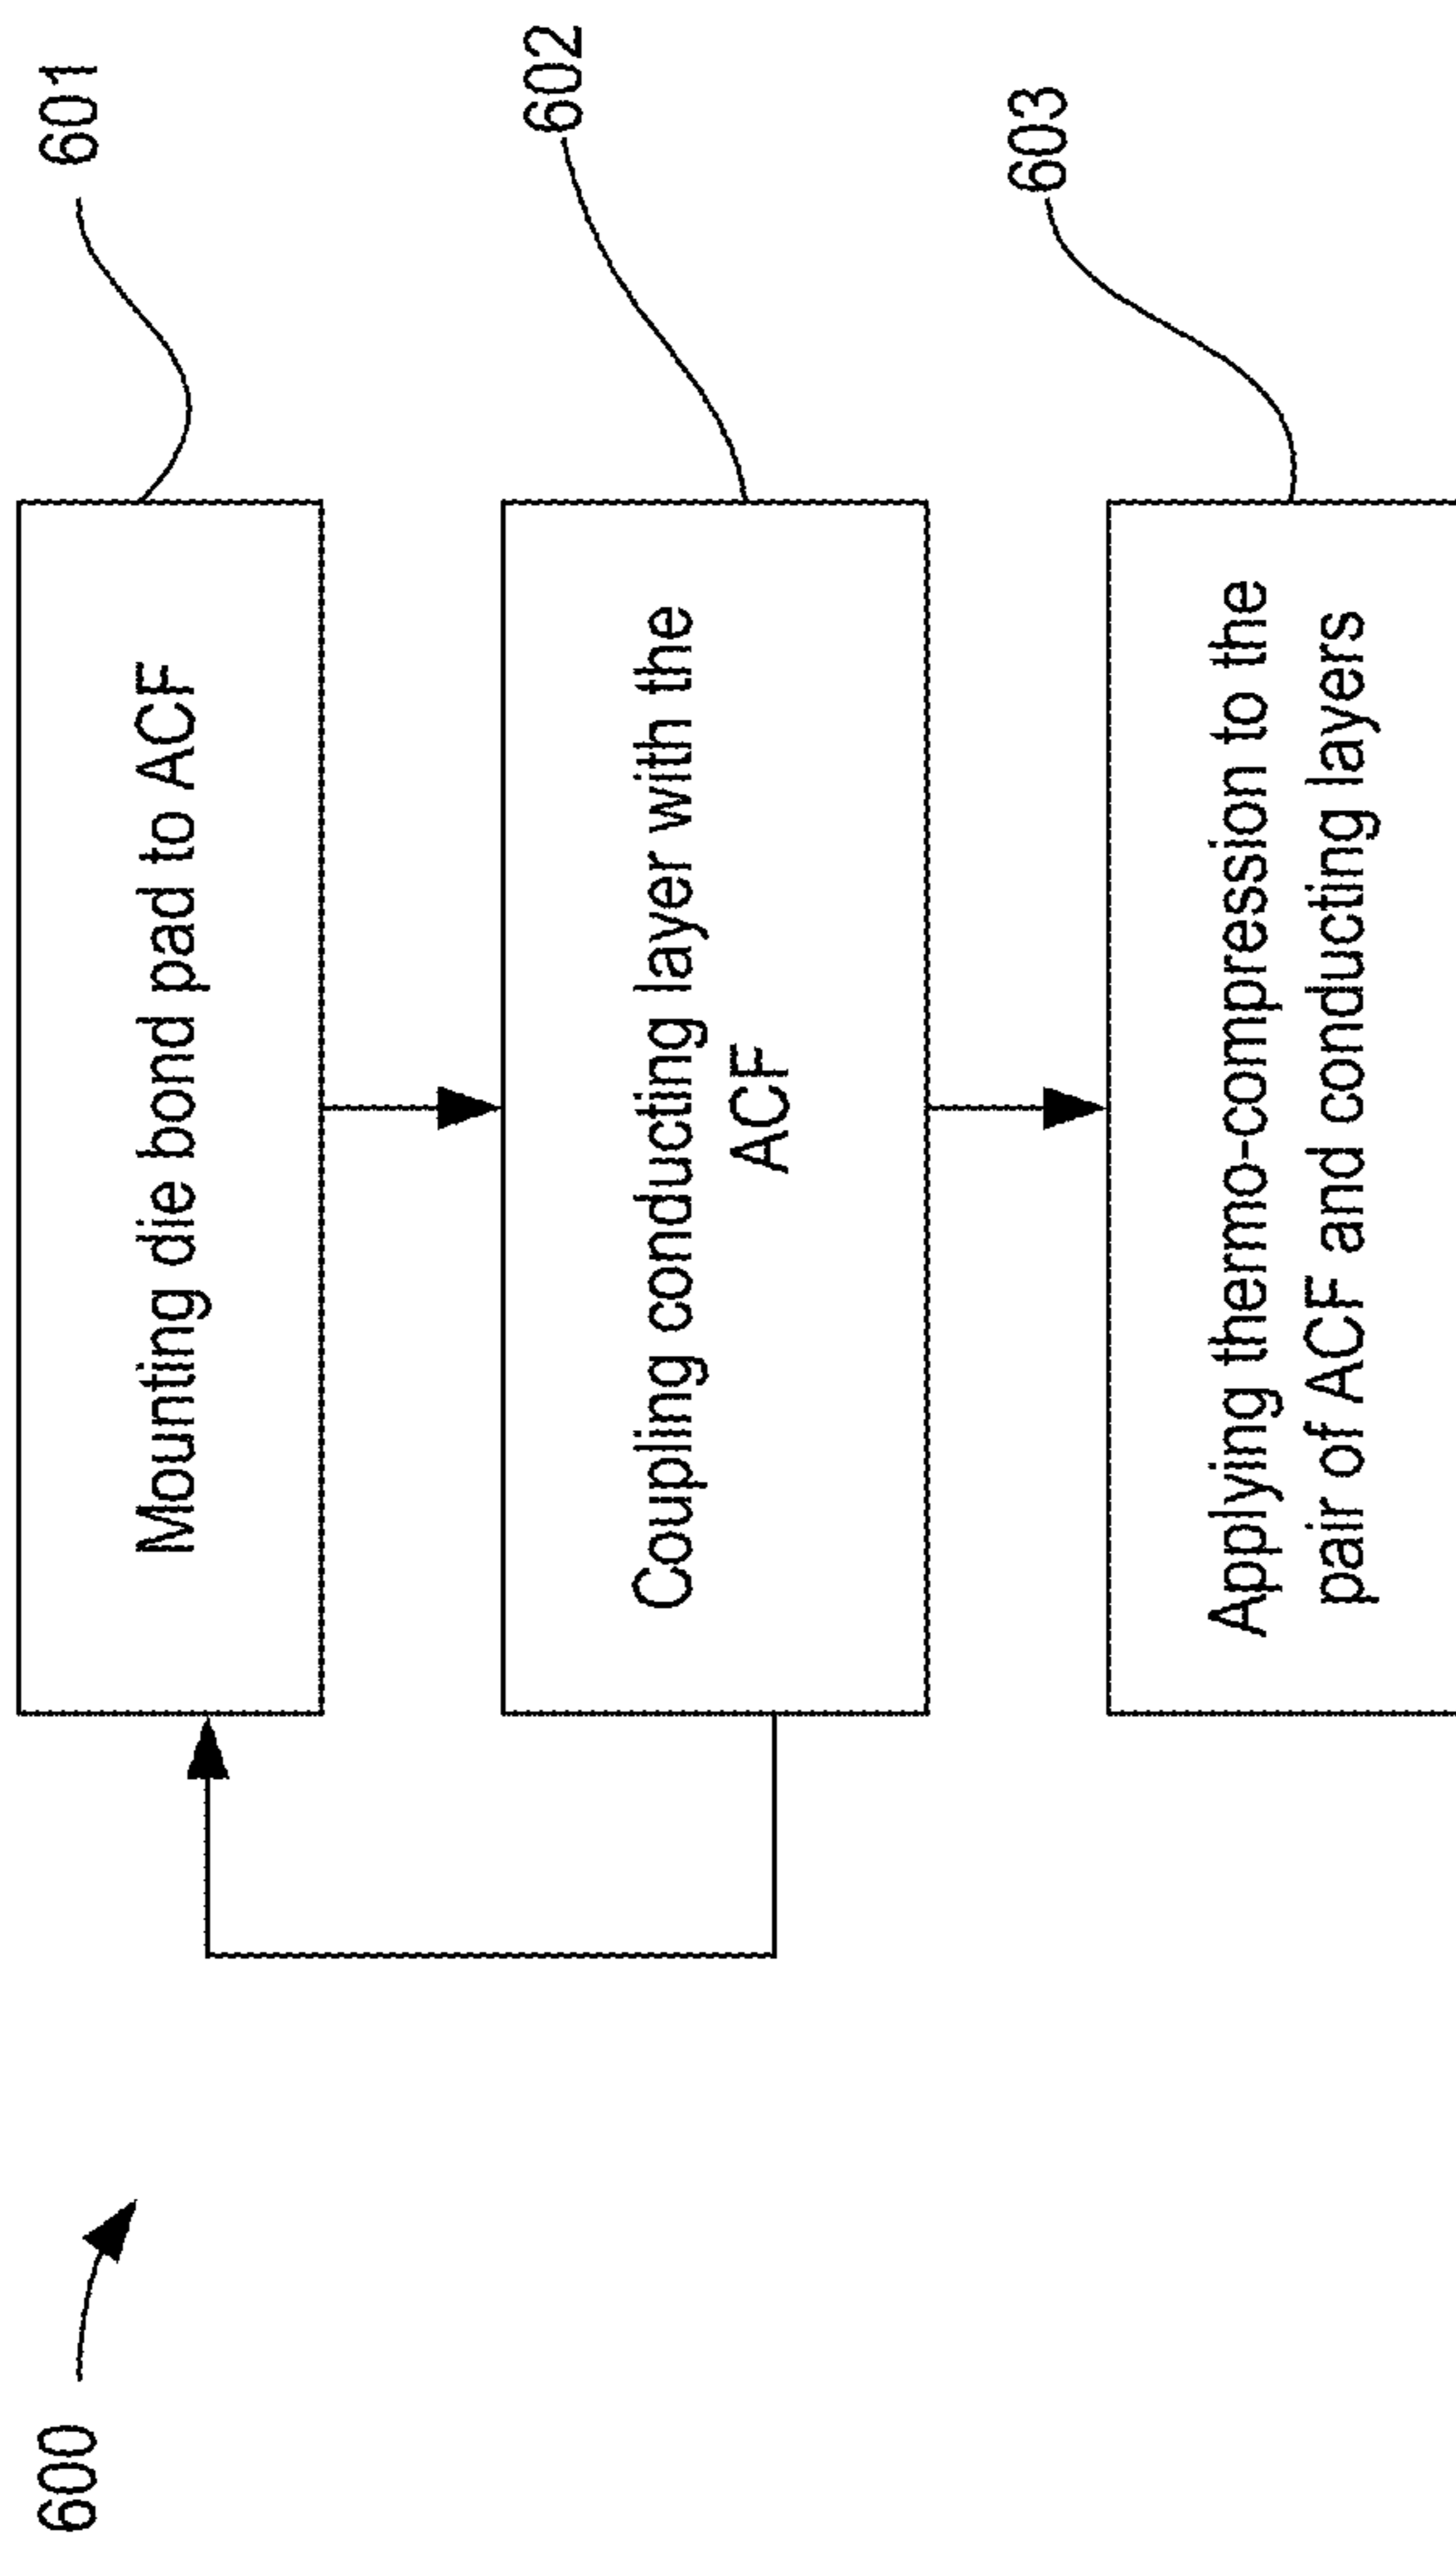 600
601
Mounting die bond pad to ACF
602
Coupling conducting layer with the
ACF
603
Applying thermo-compression to the
pair of ACF and conducting layers